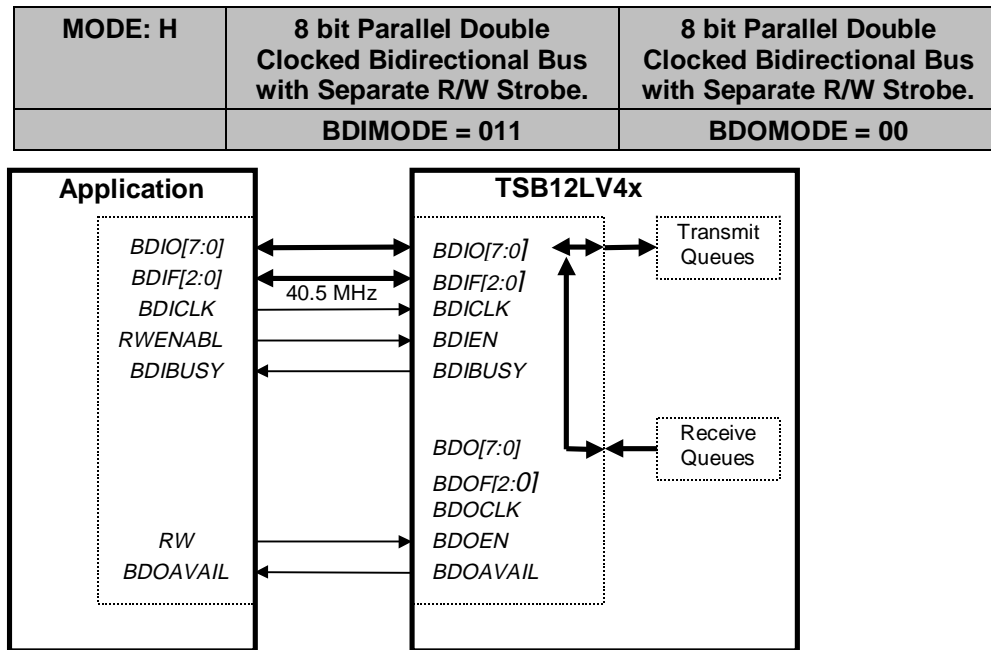 MODE: H
8 bit Parallel Double
Clocked Bidirectional Bus
with Separate R/W Strobe.
8 bit Parallel Double
Clocked Bidirectional Bus
with Separate R/W Strobe.
BDIMODE = 011
BDOMODE = 00
Application
TSB12LV4x
BDIO[7:0]
BDIF[2:0]
BDICLK
RWENABL
BDIBUSY
RW
BDOAVAIL
40.5 MHz
BDIO[7:0]
BDIF[2:0]
BDICLK
BDIEN
BDIBUSY
BDO[7:0]
BDOF[2:0]
BDOCLK
BDOEN
BDOAVAIL
Transmit
Queues
Receive
Queues